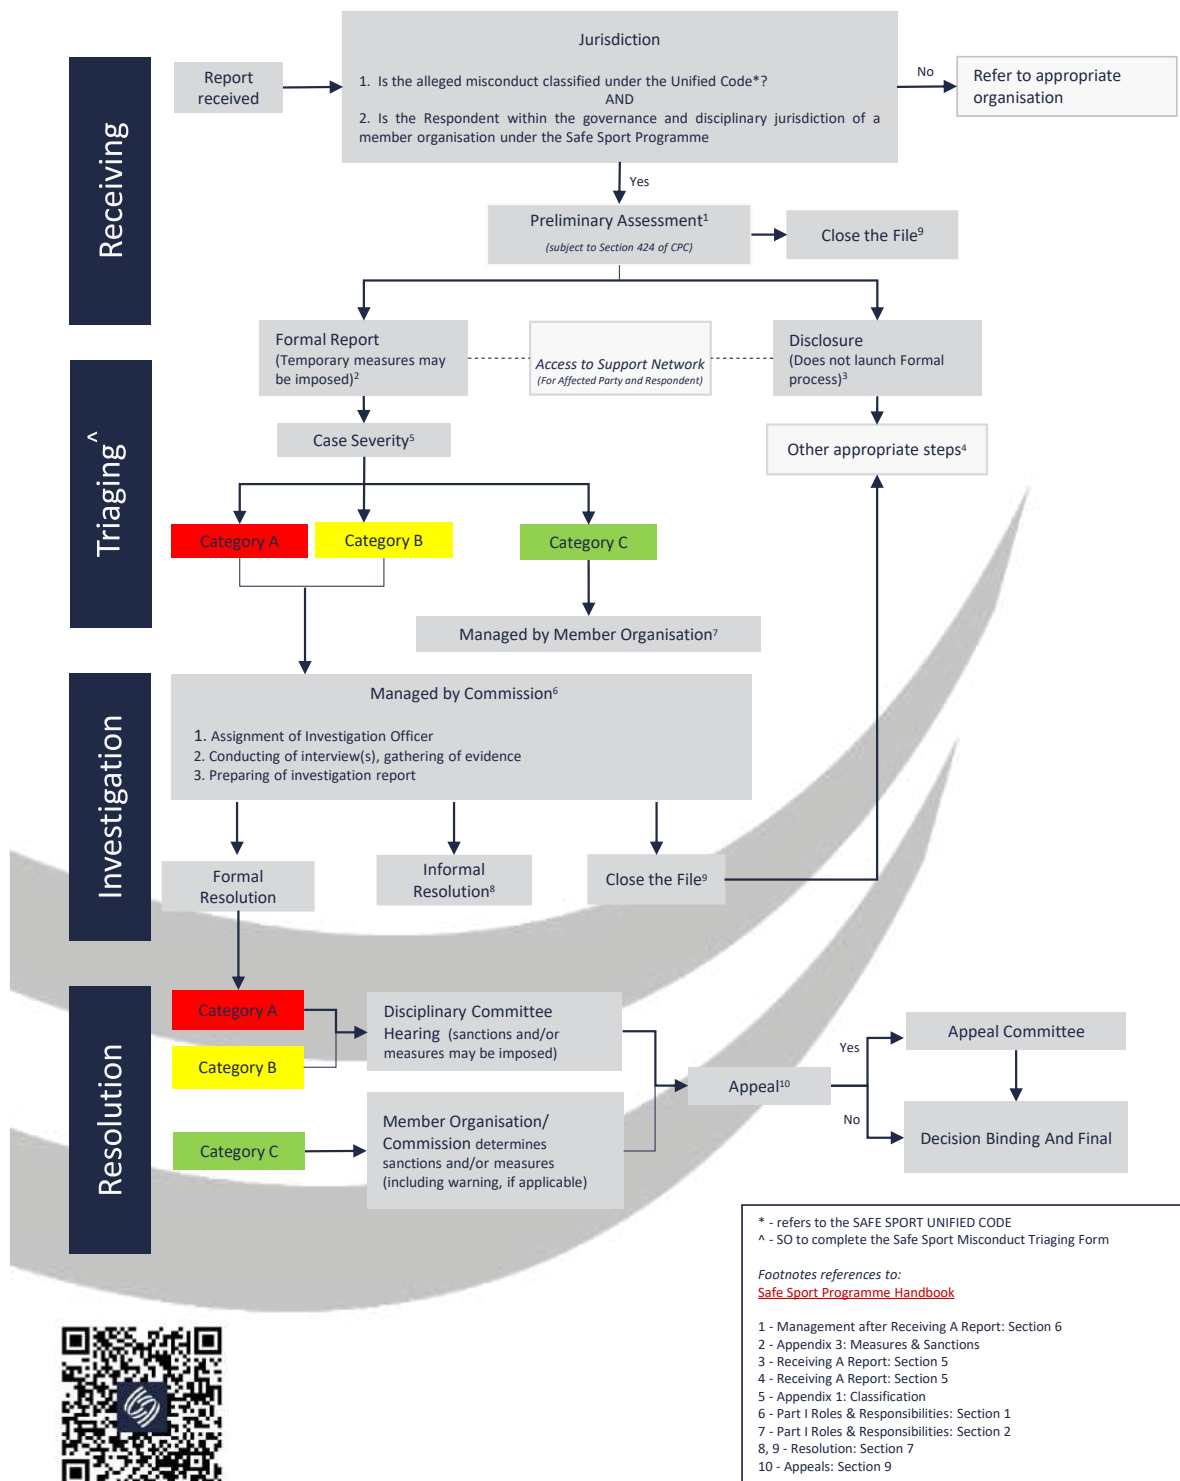 Receiving
Jurisdiction
Report
received
1. Is the alleged misconduct classified under the Unified Code*?
AND
2. Is the Respondent within the governance and disciplinary jurisdiction of a
member organisation under the Safe Sport Programme
No
Refer to appropriate
organisation
Yes
Preliminary Assessment¹
(subject to Section 424 of CPC)
Close the File⁹
Triaging^
Formal Report
(Temporary measures may
be imposed)²
Access to Support Network
(For Affected Party and Respondent)
Disclosure
(Does not launch Formal
process)³
Case Severity⁵
Other appropriate steps⁴
Category A
Category B
Category C
Managed by Member Organisation⁷
Investigation
Managed by Commission⁶
1. Assignment of Investigation Officer
2. Conducting of interview(s), gathering of evidence
3. Preparing of investigation report
Formal
Resolution
Informal
Resolution⁸
Close the File⁹
Resolution
Category A
Category B
Disciplinary Committee
Hearing (sanctions and/or
measures may be imposed)
Category C
Member Organisation/
Commission determines
sanctions and/or measures
(including warning, if applicable)
Appeal¹⁰
Yes
No
Appeal Committee
Decision Binding And Final
* - refers to the SAFE SPORT UNIFIED CODE
^ - SO to complete the Safe Sport Misconduct Triaging Form
Footnotes references to:
Safe Sport Programme Handbook
1 - Management after Receiving A Report: Section 6
2 - Appendix 3: Measures & Sanctions
3 - Receiving A Report: Section 5
4 - Receiving A Report: Section 5
5 - Appendix 1: Classification
6 - Part I Roles & Responsibilities: Section 1
7 - Part I Roles & Responsibilities: Section 2
8, 9 - Resolution: Section 7
10 - Appeals: Section 9